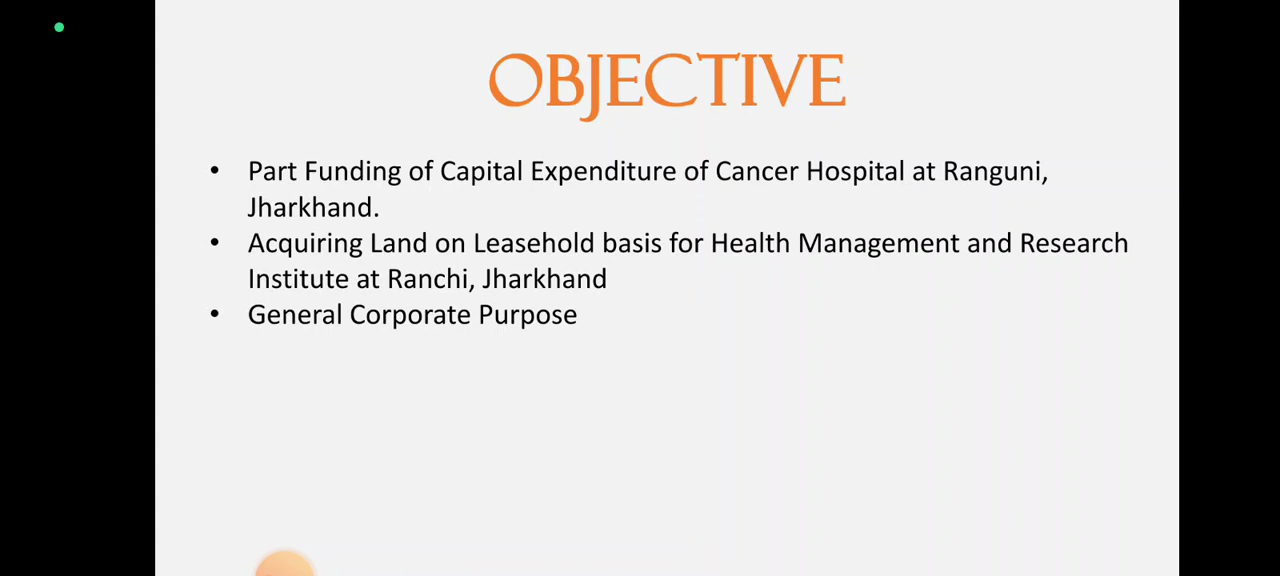 OBJECTIVE
• Part Funding of Capital Expenditure of Cancer Hospital at Ranguni,
Jharkhand.
• Acquiring Land on Leasehold basis for Health Management and Research
Institute at Ranchi, Jharkhand
• General Corporate Purpose